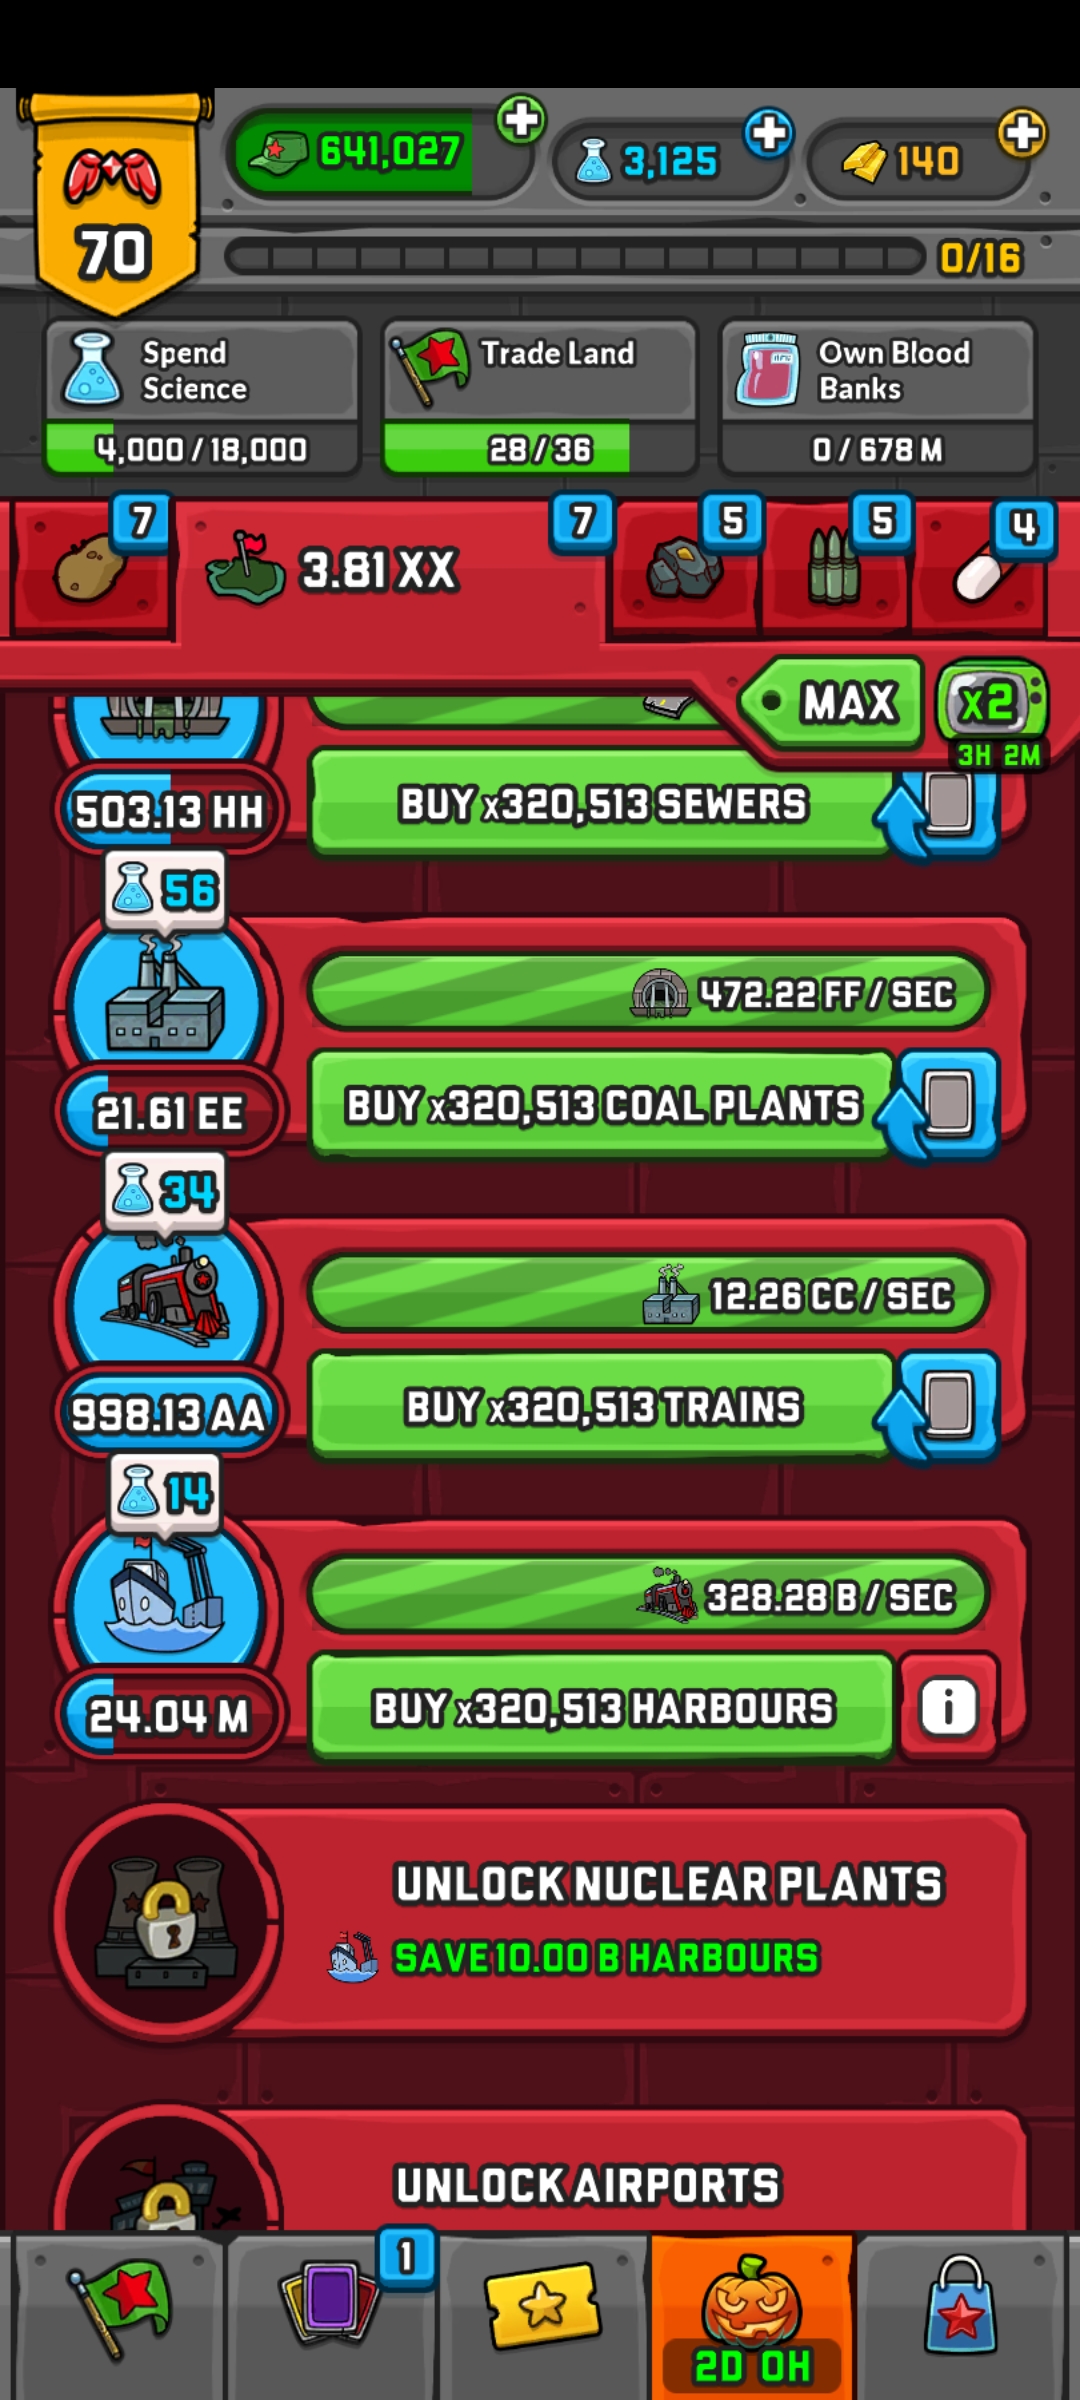 641,027
3,125
140
70
0/16
Spend
Science
Trade Land
Own Blood
Banks
4,000/18,000
28/36
0/678 M
7
7
5
5
4
3.81 XX
MAX
x2
3H 2M
503.13 HH
BUY x320,513 SEWERS
56
472.22 FF/SEC
21.61 EE
BUY x320,513 COAL PLANTS
34
12.26 CC/SEC
998.13 AA
BUY x320,513 TRAINS
14
328.28 B/SEC
24.04 M
BUY x320,513 HARBOURS
i
UNLOCK NUCLEAR PLANTS
SAVE 10.00 B HARBOURS
UNLOCK AIRPORTS
1
2D 0H